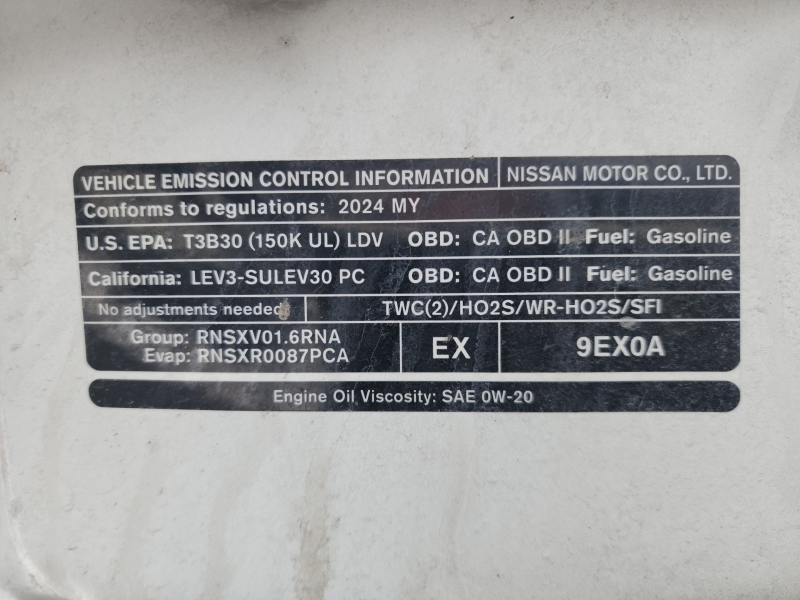 VEHICLE EMISSION CONTROL INFORMATION NISSAN MOTOR CO., LTD.
Conforms to regulations: 2024 MY
U.S. EPA: T3B30 (150K UL) LDV OBD: CA OBD II Fuel: Gasoline
California: LEV3-SULEV30 PC OBD: CA OBD II Fuel: Gasoline
No adjustments needed TWC(2)/HO2S/WR-HO2S/SFI
Group: RNSXV01.6RNA
Evap: RNSXR0087PCA
EX
9EX0A
Engine Oil Viscosity: SAE 0W-20